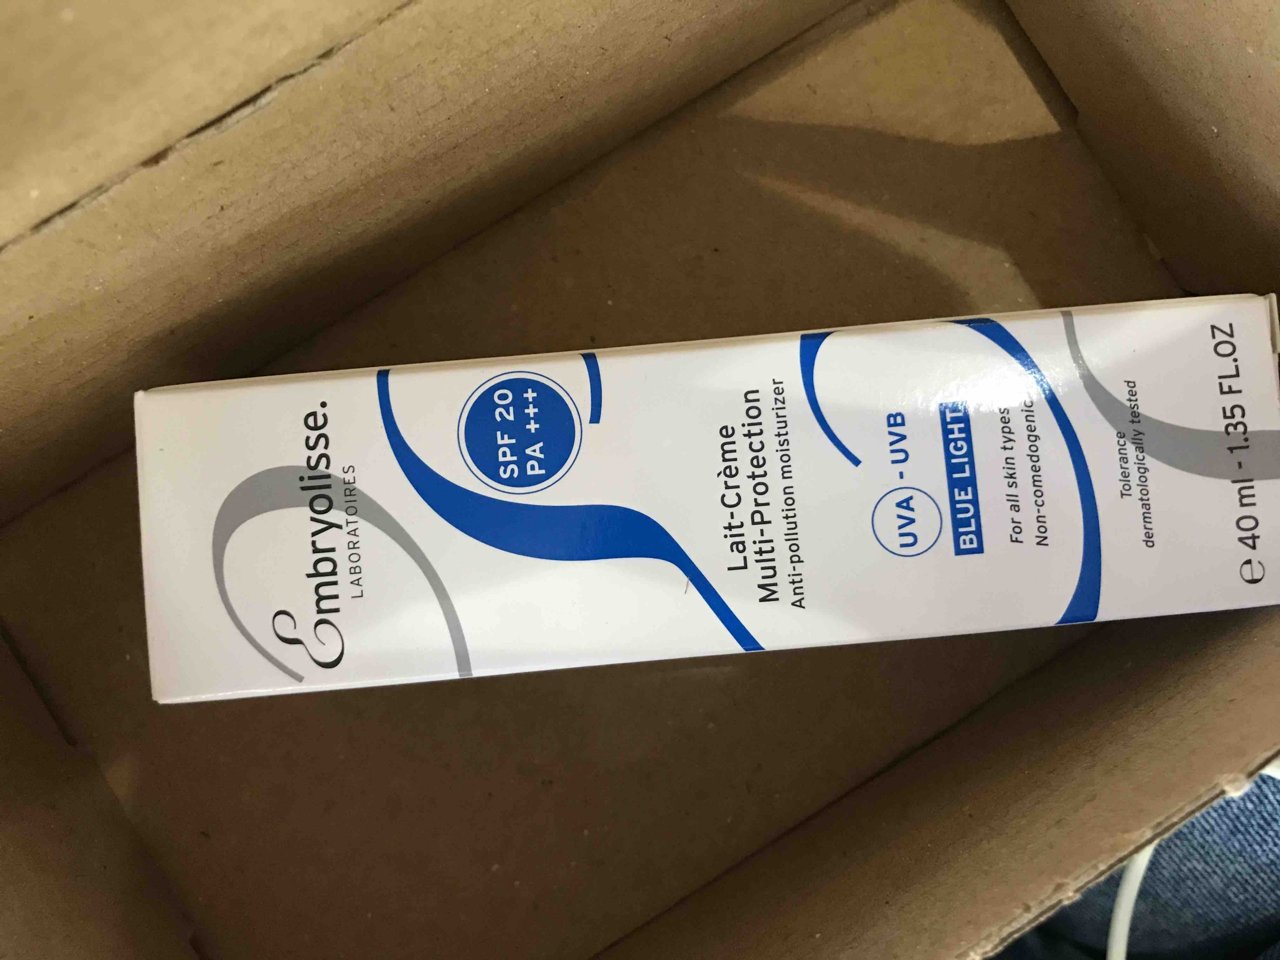 Embryolisse.
LABORATOIRES
SPF 20
PA +++
Lait-Crème
Multi-Protection
Anti-pollution moisturizer
UVA - UVB
BLUE LIGHT
For all skin types
Non-comedogenic
Tolerance
dermatologically tested
e 40 ml - 1.35 FL.OZ